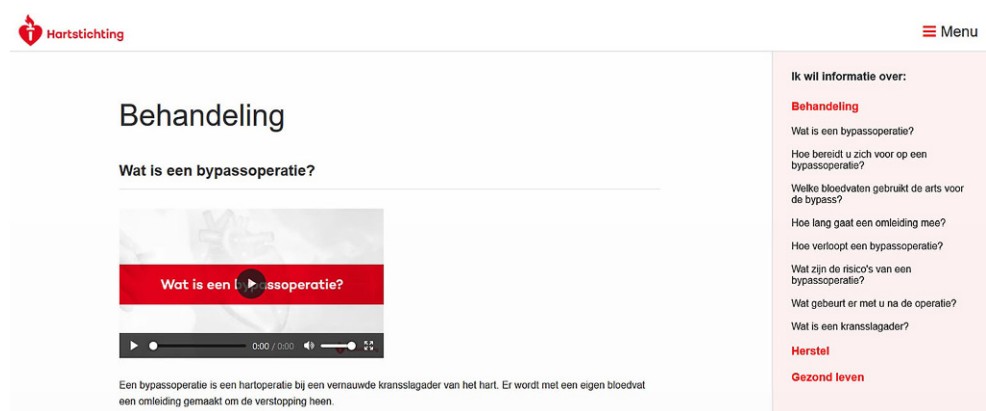 Hartstichting
Menu
Behandeling
Wat is een bypassoperatie?
Wat is een bypassoperatie?
0:00 / 0:00
Een bypassoperatie is een hartoperatie bij een vernauwde kransslagader van het hart. Er wordt met een eigen bloedvat
een omleiding gemaakt om de verstopping heen.
Ik wil informatie over:
Behandeling
Wat is een bypassoperatie?
Hoe bereidt u zich voor op een
bypassoperatie?
Welke bloedvaten gebruikt de arts voor
de bypass?
Hoe lang gaat een omleiding mee?
Hoe verloopt een bypassoperatie?
Wat zijn de risico's van een
bypassoperatie?
Wat gebeurt er met u na de operatie?
Wat is een kransslagader?
Herstel
Gezond leven